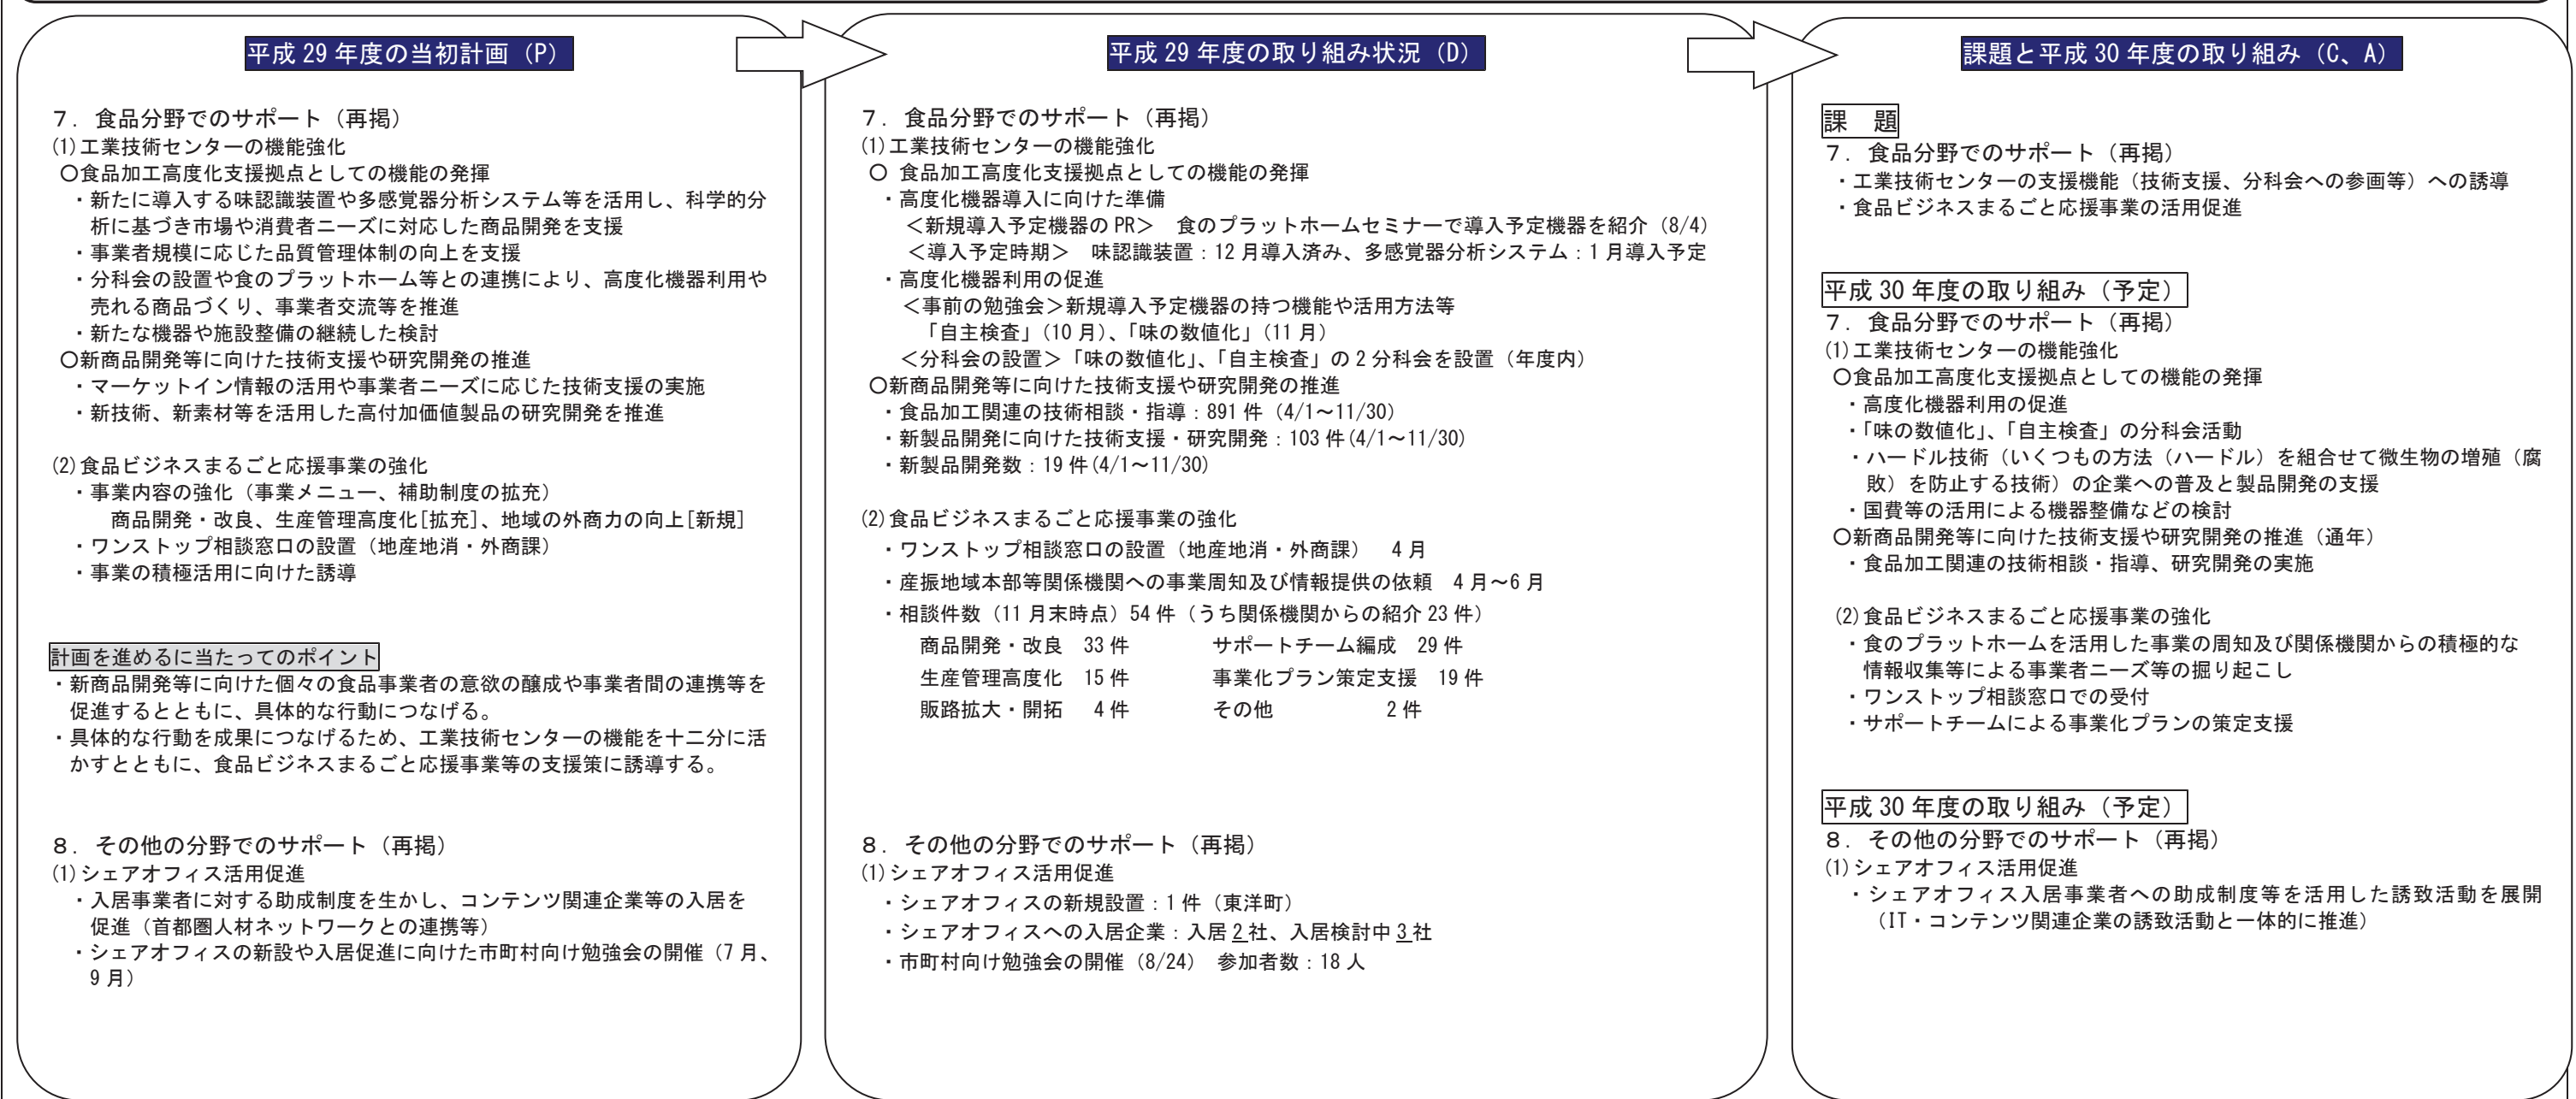 平成 29 年度の当初計画（P）
7．食品分野でのサポート（再掲）
(1)工業技術センターの機能強化
○食品加工高度化支援拠点としての機能の発揮
・新たに導入する味認識装置や多感覚器分析システム等を活用し、科学的分
析に基づき市場や消費者ニーズに対応した商品開発を支援
・事業者規模に応じた品質管理体制の向上を支援
・分科会の設置や食のプラットホーム等との連携により、高度化機器利用や
売れる商品づくり、事業者交流等を推進
・新たな機器や施設整備の継続した検討
○新商品開発等に向けた技術支援や研究開発の推進
・マーケットイン情報の活用や事業者ニーズに応じた技術支援の実施
・新技術、新素材等を活用した高付加価値製品の研究開発を推進
(2)食品ビジネスまるごと応援事業の強化
・事業内容の強化（事業メニュー、補助制度の拡充）
商品開発・改良、生産管理高度化[拡充]、地域の外商力の向上[新規]
・ワンストップ相談窓口の設置（地産地消・外商課）
・事業の積極活用に向けた誘導
計画を進めるに当たってのポイント
・新商品開発等に向けた個々の食品事業者の意欲の醸成や事業者間の連携等を
促進するとともに、具体的な行動につなげる。
・具体的な行動を成果につなげるため、工業技術センターの機能を十二分に活
かすとともに、食品ビジネスまるごと応援事業等の支援策に誘導する。
8．その他の分野でのサポート（再掲）
(1)シェアオフィス活用促進
・入居事業者に対する助成制度を生かし、コンテンツ関連企業等の入居を
促進（首都圏人材ネットワークとの連携等）
・シェアオフィスの新設や入居促進に向けた市町村向け勉強会の開催（7 月、
9 月）
平成 29 年度の取り組み状況（D）
7．食品分野でのサポート（再掲）
(1)工業技術センターの機能強化
○ 食品加工高度化支援拠点としての機能の発揮
・高度化機器導入に向けた準備
＜新規導入予定機器の PR＞　食のプラットホームセミナーで導入予定機器を紹介（8/4）
＜導入予定時期＞　味認識装置：12 月導入済み、多感覚器分析システム：1 月導入予定
・高度化機器利用の促進
＜事前の勉強会＞新規導入予定機器の持つ機能や活用方法等
「自主検査」（10 月）、「味の数値化」（11 月）
＜分科会の設置＞「味の数値化」、「自主検査」の 2 分科会を設置（年度内）
○新商品開発等に向けた技術支援や研究開発の推進
・食品加工関連の技術相談・指導：891 件（4/1～11/30）
・新製品開発に向けた技術支援・研究開発：103 件(4/1～11/30)
・新製品開発数：19 件(4/1～11/30)
(2)食品ビジネスまるごと応援事業の強化
・ワンストップ相談窓口の設置（地産地消・外商課）　4 月
・産振地域本部等関係機関への事業周知及び情報提供の依頼　4 月～6 月
・相談件数（11 月末時点）54 件（うち関係機関からの紹介 23 件）
商品開発・改良　33 件　　サポートチーム編成　29 件
生産管理高度化　15 件　　事業化プラン策定支援　19 件
販路拡大・開拓　4 件　　その他　2 件
8．その他の分野でのサポート（再掲）
(1)シェアオフィス活用促進
・シェアオフィスの新規設置：1 件（東洋町）
・シェアオフィスへの入居企業：入居 2 社、入居検討中 3 社
・市町村向け勉強会の開催（8/24）　参加者数：18 人
課題と平成 30 年度の取り組み（C、A）
課　題
7．食品分野でのサポート（再掲）
・工業技術センターの支援機能（技術支援、分科会への参画等）への誘導
・食品ビジネスまるごと応援事業の活用促進
平成 30 年度の取り組み（予定）
7．食品分野でのサポート（再掲）
(1)工業技術センターの機能強化
○食品加工高度化支援拠点としての機能の発揮
・高度化機器利用の促進
・「味の数値化」、「自主検査」の分科会活動
・ハードル技術（いくつもの方法（ハードル）を組合せて微生物の増殖（腐
敗）を防止する技術）の企業への普及と製品開発の支援
・国費等の活用による機器整備などの検討
○新商品開発等に向けた技術支援や研究開発の推進（通年）
・食品加工関連の技術相談・指導、研究開発の実施
(2)食品ビジネスまるごと応援事業の強化
・食のプラットホームを活用した事業の周知及び関係機関からの積極的な
情報収集等による事業者ニーズ等の掘り起こし
・ワンストップ相談窓口での受付
・サポートチームによる事業化プランの策定支援
平成 30 年度の取り組み（予定）
8．その他の分野でのサポート（再掲）
(1)シェアオフィス活用促進
・シェアオフィス入居事業者への助成制度等を活用した誘致活動を展開
（IT・コンテンツ関連企業の誘致活動と一体的に推進）